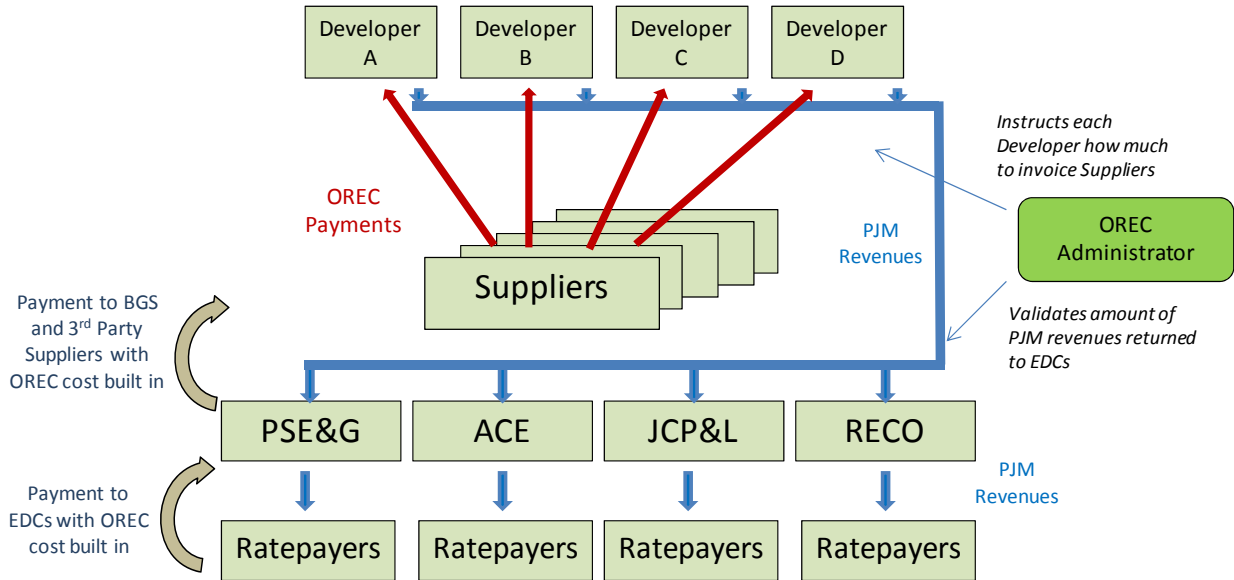 Developer
A
Developer
B
Developer
C
Developer
D
Instructs each
Developer how much
to invoice Suppliers
OREC
Payments
PJM
Revenues
OREC
Administrator
Suppliers
Payment to BGS
and 3rd Party
Suppliers with
OREC cost built in
Validates amount of
PJM revenues returned
to EDCs
PSE&G
ACE
JCP&L
RECO
PJM
Revenues
Payment to
EDCs with OREC
cost built in
Ratepayers
Ratepayers
Ratepayers
Ratepayers